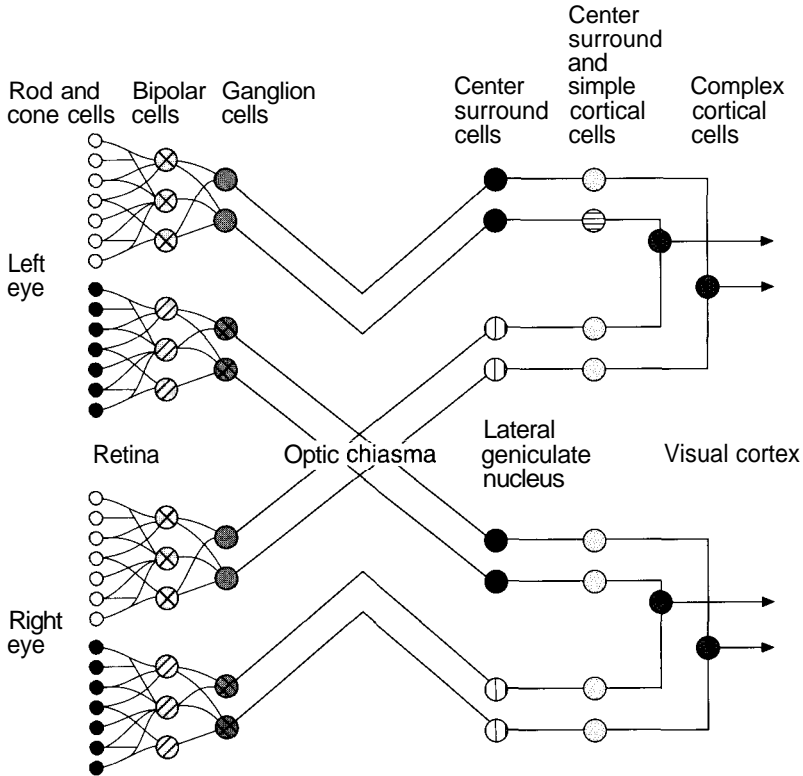 Rod and
cone cells
Bipolar
cells
Ganglion
cells
Center
surround
cells
Center
surround
and
simple
cortical
cells
Complex
cortical
cells
Left
eye
Retina
Optic chiasma
Lateral
geniculate
nucleus
Visual cortex
Right
eye